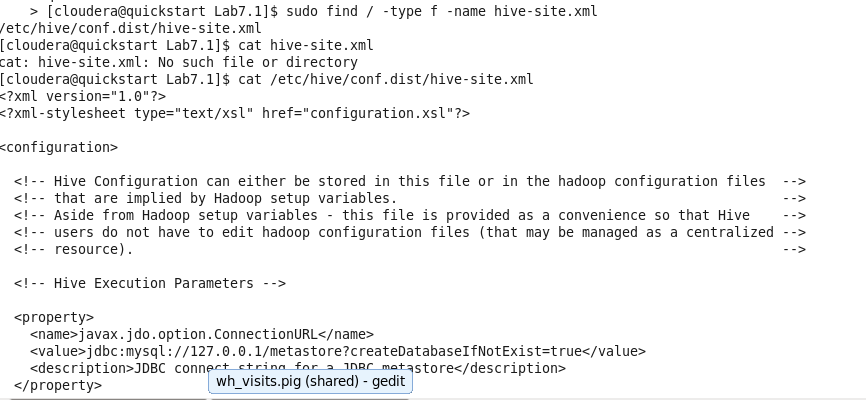 > [cloudera@quickstart Lab7.1]$ sudo find / -type f -name hive-site.xml
/etc/hive/conf.dist/hive-site.xml
[cloudera@quickstart Lab7.1]$ cat hive-site.xml
cat: hive-site.xml: No such file or directory
[cloudera@quickstart Lab7.1]$ cat /etc/hive/conf.dist/hive-site.xml
<?xml version="1.0"?>
<?xml-stylesheet type="text/xsl" href="configuration.xsl"?>
<configuration>
<!-- Hive Configuration can either be stored in this file or in the hadoop configuration files -->
<!-- that are implied by Hadoop setup variables. -->
<!-- Aside from Hadoop setup variables - this file is provided as a convenience so that Hive -->
<!-- users do not have to edit hadoop configuration files (that may be managed as a centralized -->
<!-- resource). -->
<!-- Hive Execution Parameters -->
<property>
<name>javax.jdo.option.ConnectionURL</name>
<value>jdbc:mysql://127.0.0.1/metastore?createDatabaseIfNotExist=true</value>
<description>JDBC connect string for a JDBC metastore</description>
</property>
wh_visits.pig (shared) - gedit